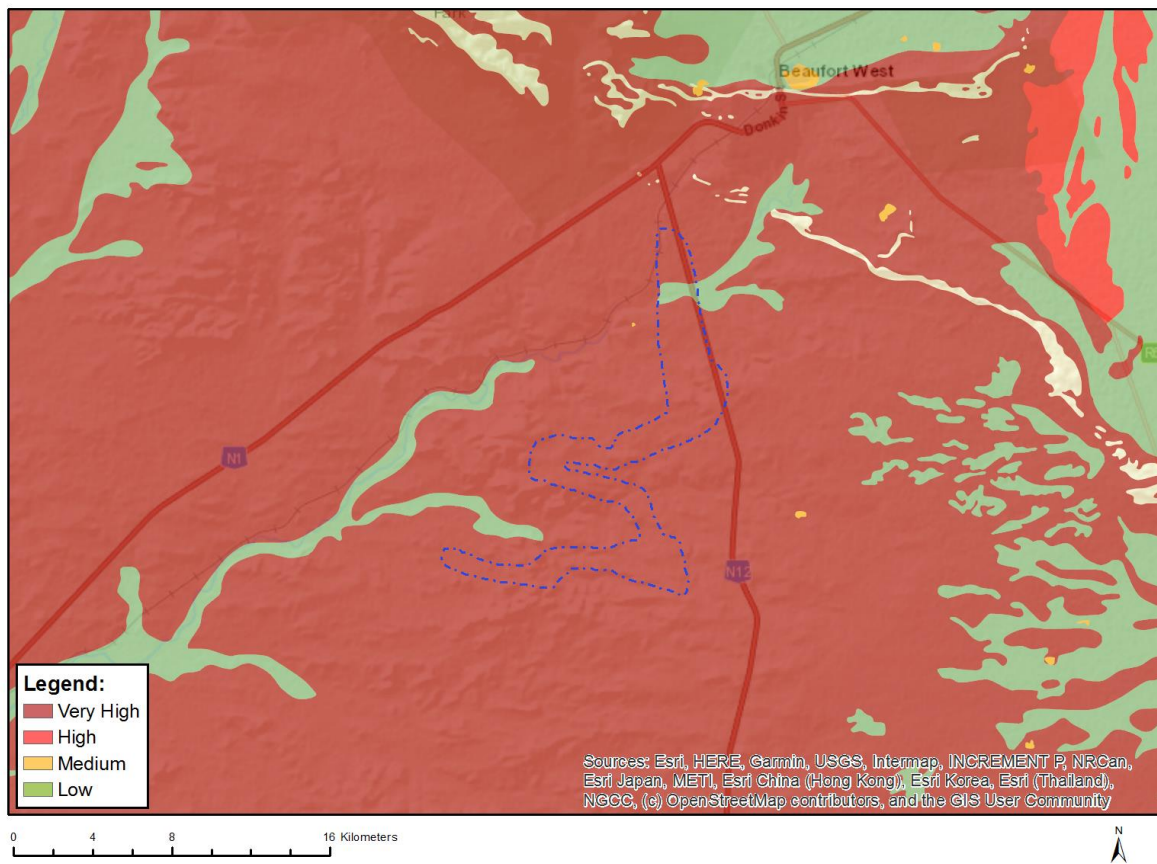 Park
Beaufort West
Donkin S
N1
N12
Legend:
Very High
High
Medium
Low
Sources: Esri, HERE, Garmin, USGS, Intermap, INCREMENT P, NRCan,
Esri Japan, METI, Esri China (Hong Kong), Esri Korea, Esri (Thailand),
NGCC, (c) OpenStreetMap contributors, and the GIS User Community
0 4 8 16 Kilometers
N